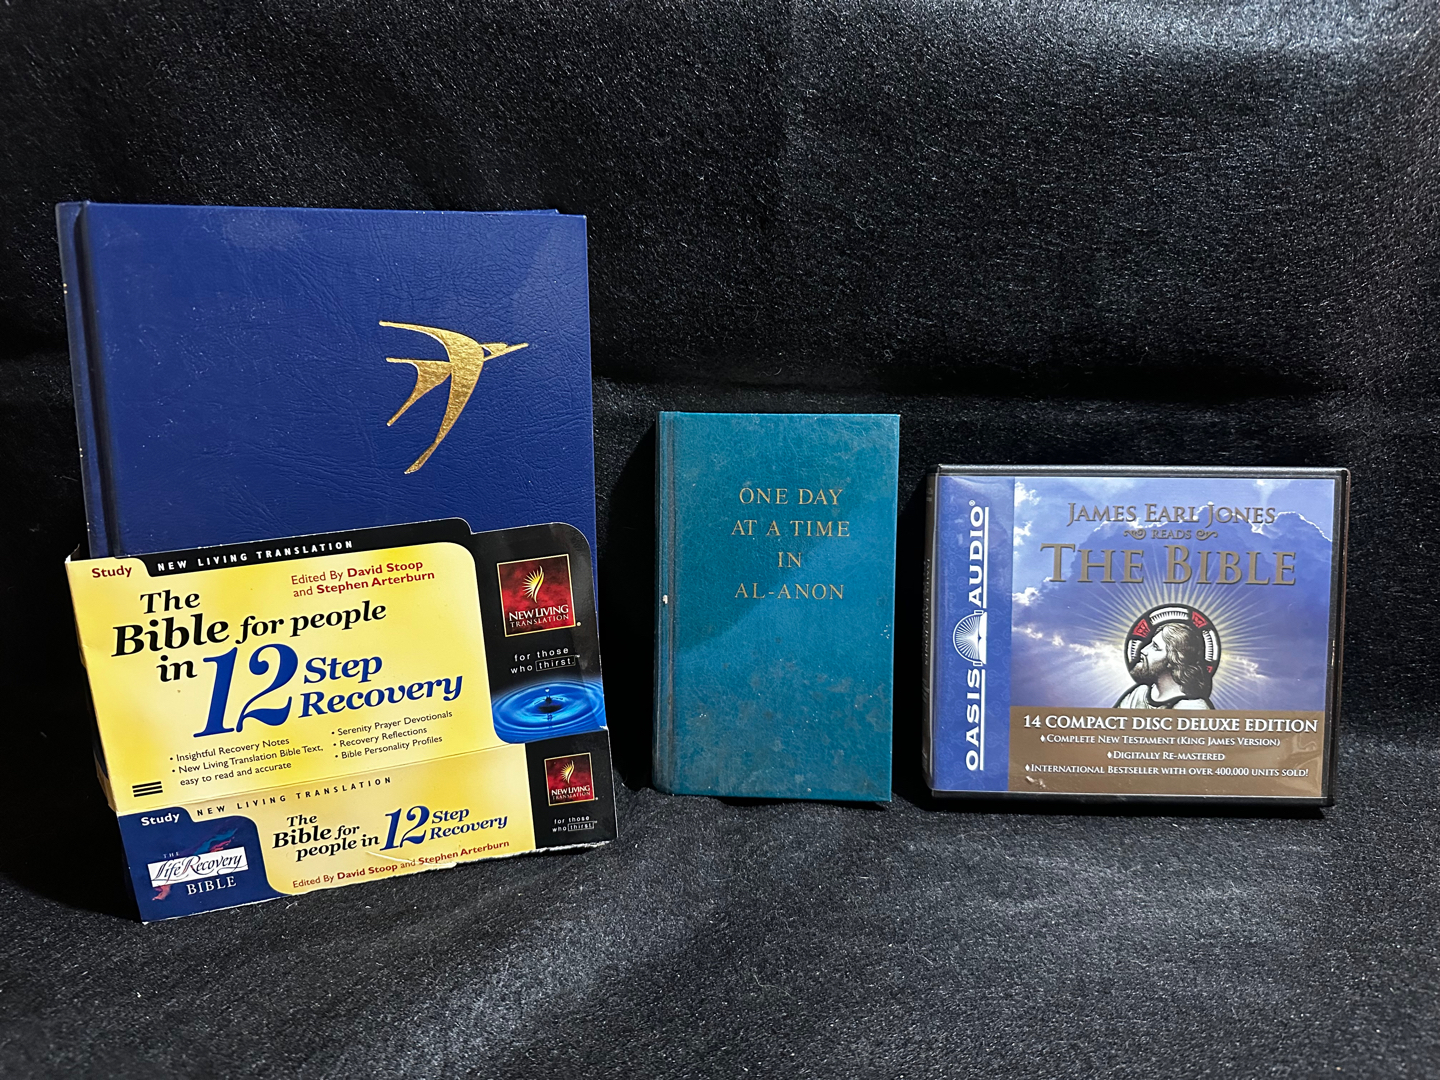 Study
NEW LIVING TRANSLATION
Edited By David Stoop
and Stephen Arterburn
The
Bible for people
in 12 Step
Recovery
• Insightful Recovery Notes
• New Living Translation Bible Text,
easy to read and accurate
• Serenity Prayer Devotionals
• Recovery Reflections
• Bible Personality Profiles
NEW LIVING
TRANSLATION
for those
who thirst.
Study
NEW LIVING TRANSLATION
THE
Life Recovery
BIBLE
The
Bible for
people in 12 Step
Recovery
Edited By David Stoop and Stephen Arterburn
NEW LIVING
TRANSLATION
for those
who thirst.
ONE DAY
AT A TIME
IN
AL-ANON
OASIS AUDIO®
JAMES EARL JONES
READS
THE BIBLE
14 COMPACT DISC DELUXE EDITION
♦COMPLETE NEW TESTAMENT (KING JAMES VERSION)
♦DIGITALLY RE-MASTERED
♦INTERNATIONAL BESTSELLER WITH OVER 400,000 UNITS SOLD!